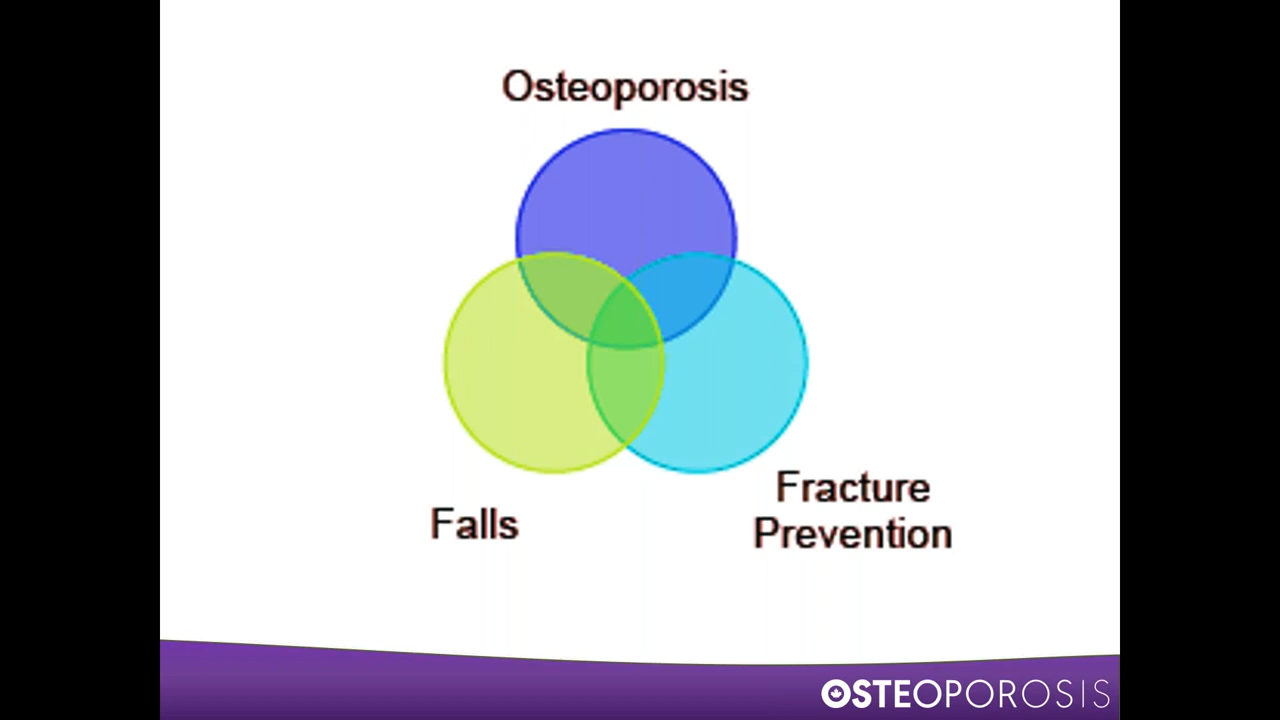 Osteoporosis
Falls
Fracture
Prevention
OSTEOPOROSIS